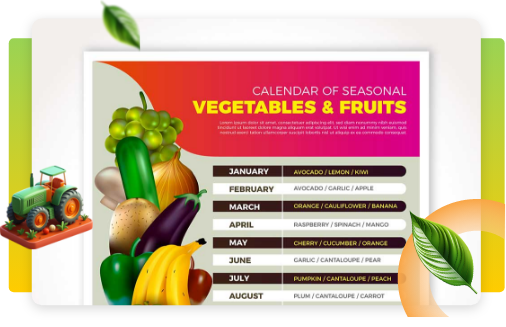 CALENDAR OF SEASONAL
VEGETABLES & FRUITS
JANUARY AVOCADO / LEMON / KIWI
FEBRUARY AVOCADO / GARLIC / APPLE
MARCH ORANGE / CAULIFLOWER / BANANA
APRIL RASPBERRY / SPINACH / MANGO
MAY CHERRY / CUCUMBER / ORANGE
JUNE GARLIC / CANTALOUPE / PEAR
JULY PUMPKIN / CANTALOUPE / PEACH
AUGUST PLUM / CANTALOUPE / CARROT